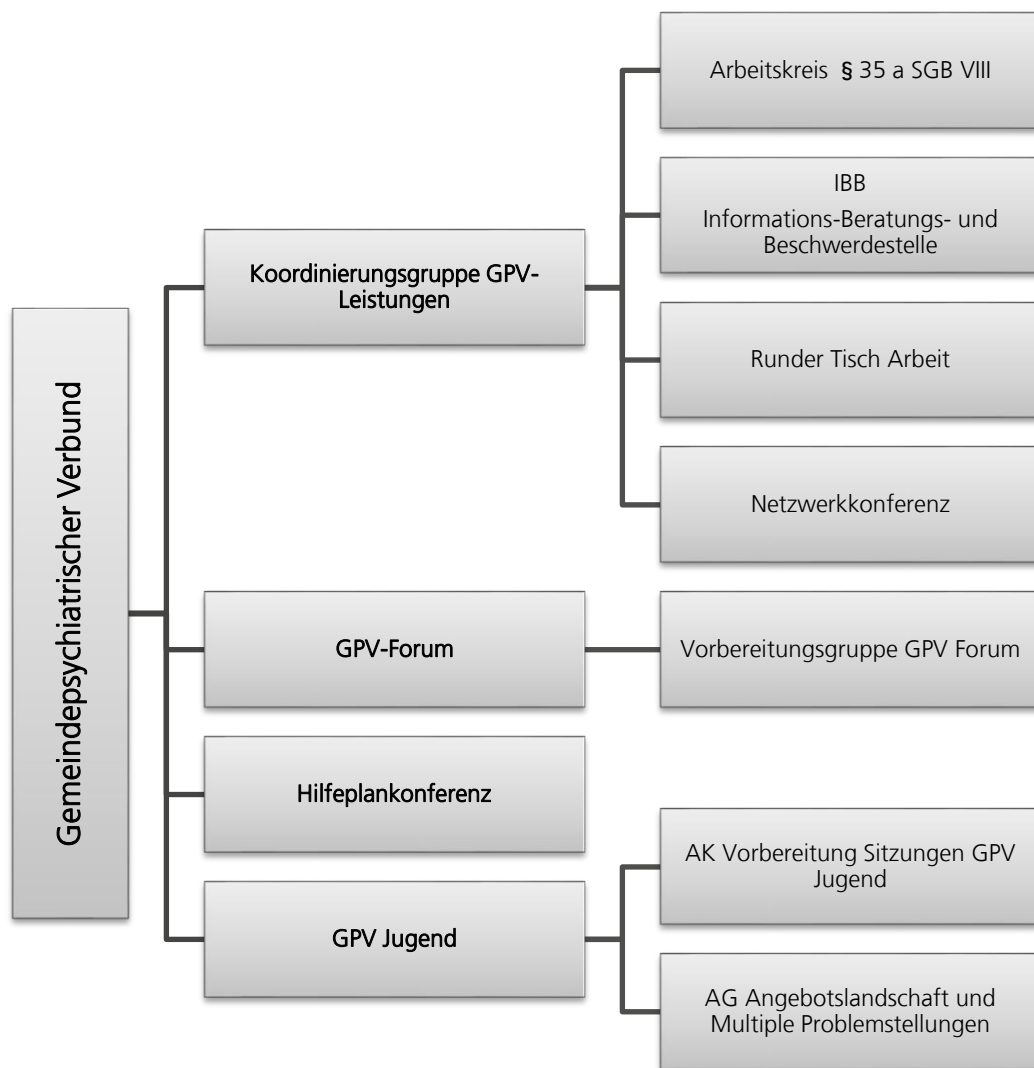 Gemeindepsychiatrischer Verbund
Koordinierungsgruppe GPV-
Leistungen
Arbeitskreis § 35 a SGB VIII
IBB
Informations-Beratungs- und
Beschwerdestelle
Runder Tisch Arbeit
Netzwerkkonferenz
GPV-Forum
Vorbereitungsgruppe GPV Forum
Hilfeplankonferenz
GPV Jugend
AK Vorbereitung Sitzungen GPV
Jugend
AG Angebotslandschaft und
Multiple Problemstellungen